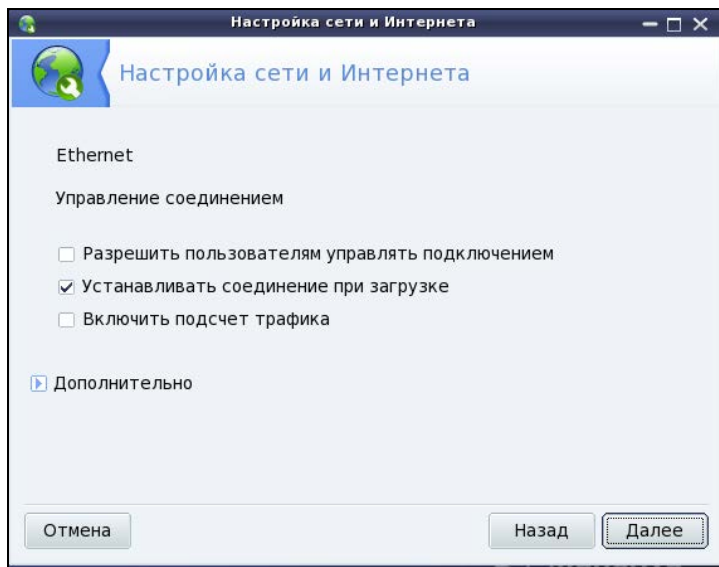 Настройка сети и Интернета
Настройка сети и Интернета
Ethernet
Управление соединением
Разрешить пользователям управлять подключением
Устанавливать соединение при загрузке
Включить подсчет трафика
Дополнительно
Отмена
Назад
Далее